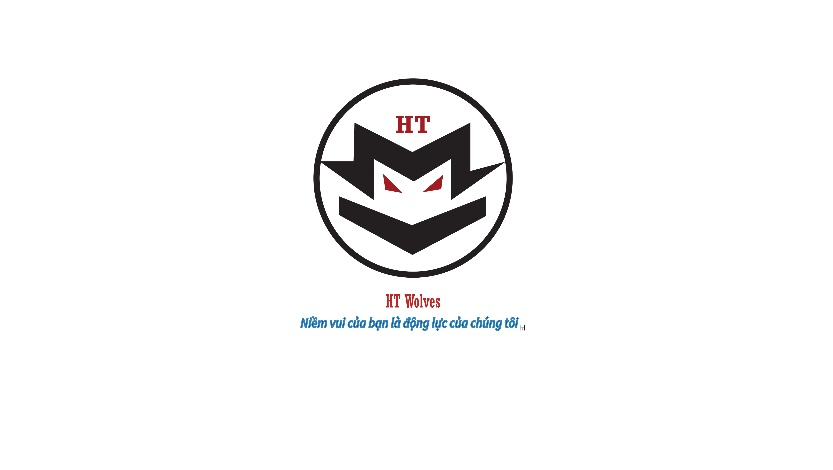 HT
HT Wolves
Niềm vui của bạn là động lực của chúng tôi